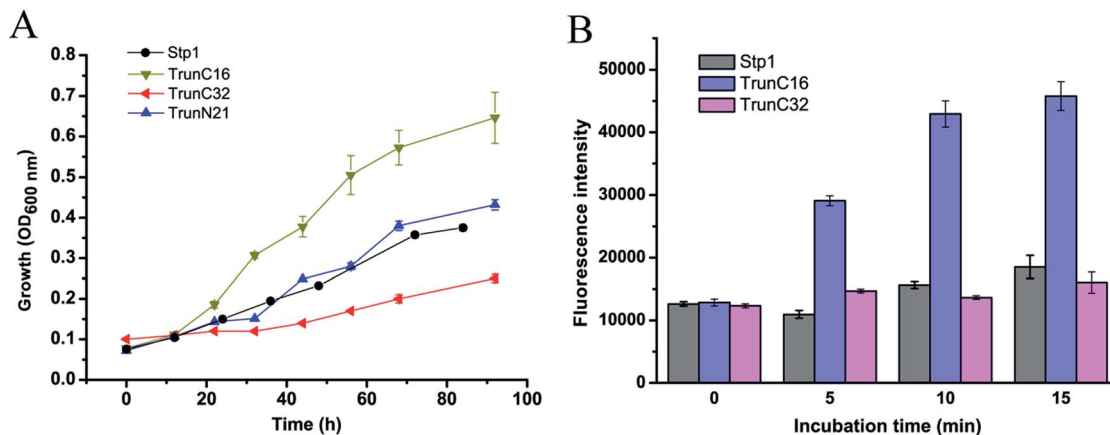 A
Stp1
TrunC16
TrunC32
TrunN21
0.8
0.7
0.6
0.5
0.4
0.3
0.2
0.1
0.0
Growth (OD600 nm)
0 20 40 60 80 100
Time (h)
B
Stp1
TrunC16
TrunC32
50000
40000
30000
20000
10000
0
Fluorescence intensity
0 5 10 15
Incubation time (min)